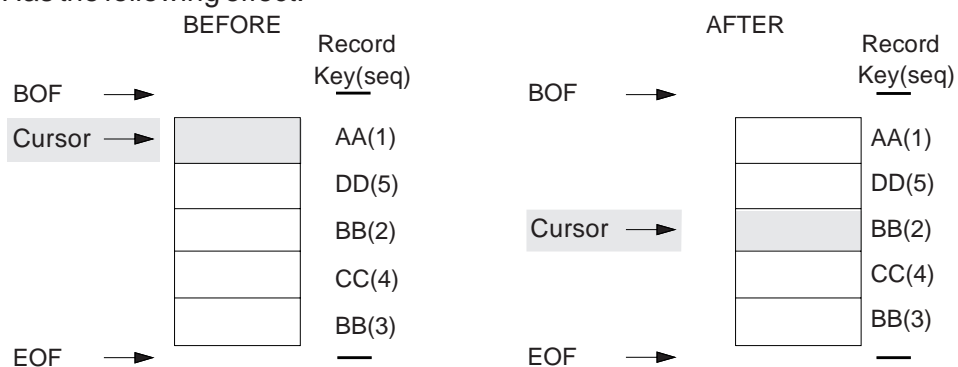 has the following effect:
BEFORE
Record
Key(seq)
BOF
Cursor
AA(1)
DD(5)
BB(2)
CC(4)
BB(3)
EOF
AFTER
Record
Key(seq)
BOF
AA(1)
DD(5)
Cursor
BB(2)
CC(4)
BB(3)
EOF